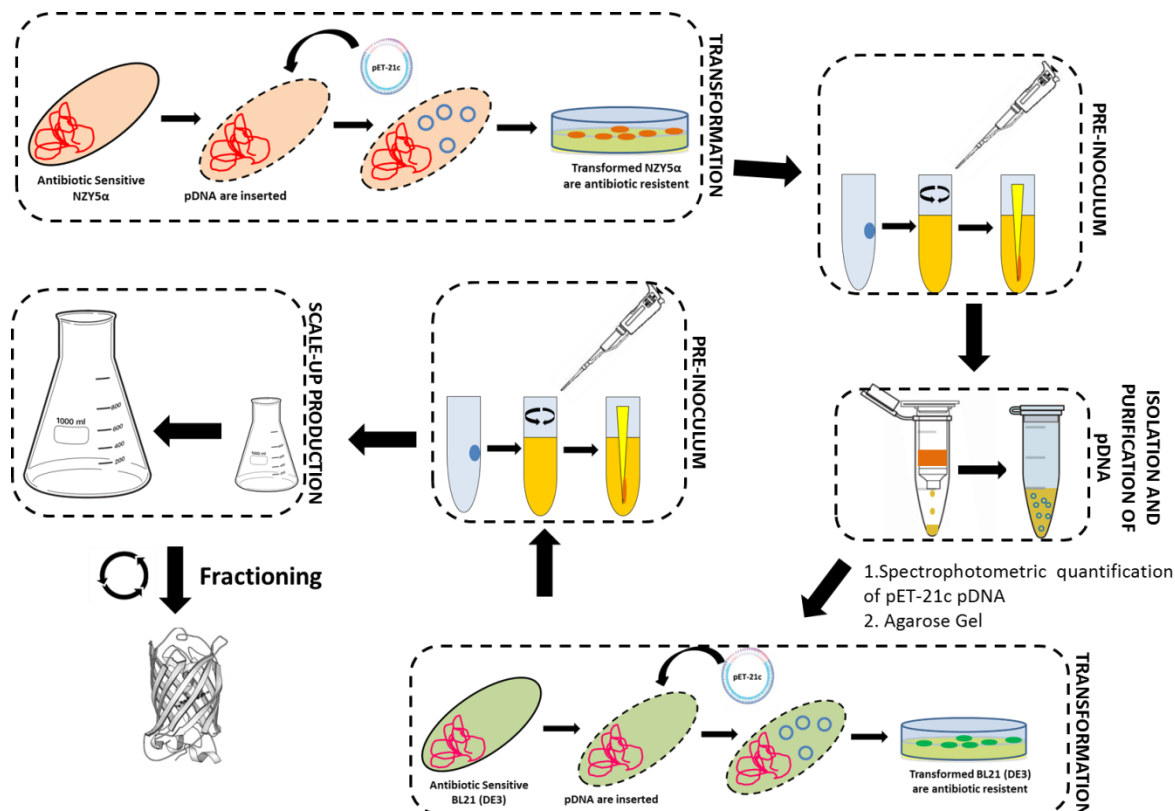 pET-21c
Antibiotic Sensitive
NZY5α
pDNA are inserted
Transformed NZY5α
are antibiotic resistent
TRANSFORMATION
PRE-INOCULUM
ISOLATION AND
PURIFICATION OF
pDNA
1.Spectrophotometric quantification
of pET-21c pDNA
2. Agarose Gel
pET-21c
Antibiotic Sensitive
BL21 (DE3)
pDNA are inserted
Transformed BL21 (DE3)
are antibiotic resistent
TRANSFORMATION
PRE-INOCULUM
1000 ml
800
600
400
200
1000 ml
SCALE-UP PRODUCTION
Fractioning